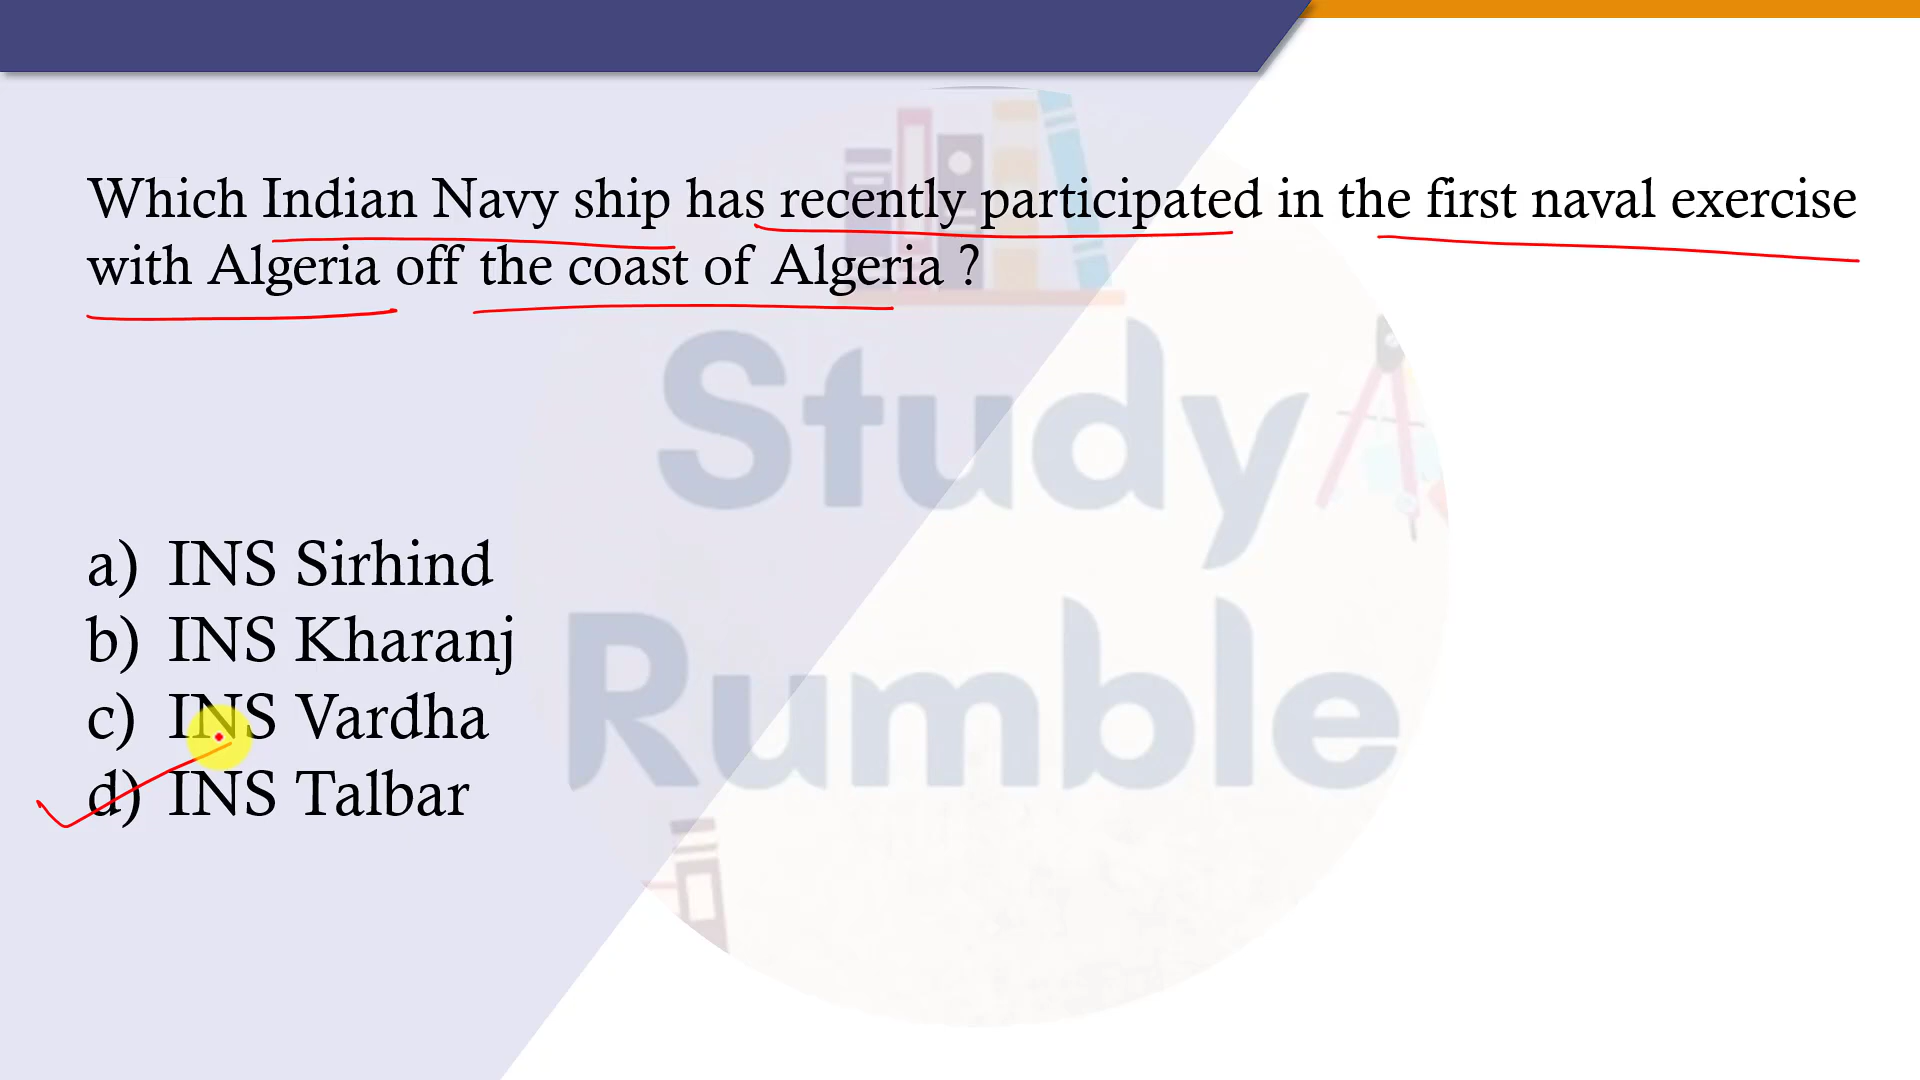 Which Indian Navy ship has recently participated in the first naval exercise
with Algeria off the coast of Algeria ?
Study
Rumble
a) INS Sirhind
b) INS Kharanj
c) INS Vardha
d) INS Talbar